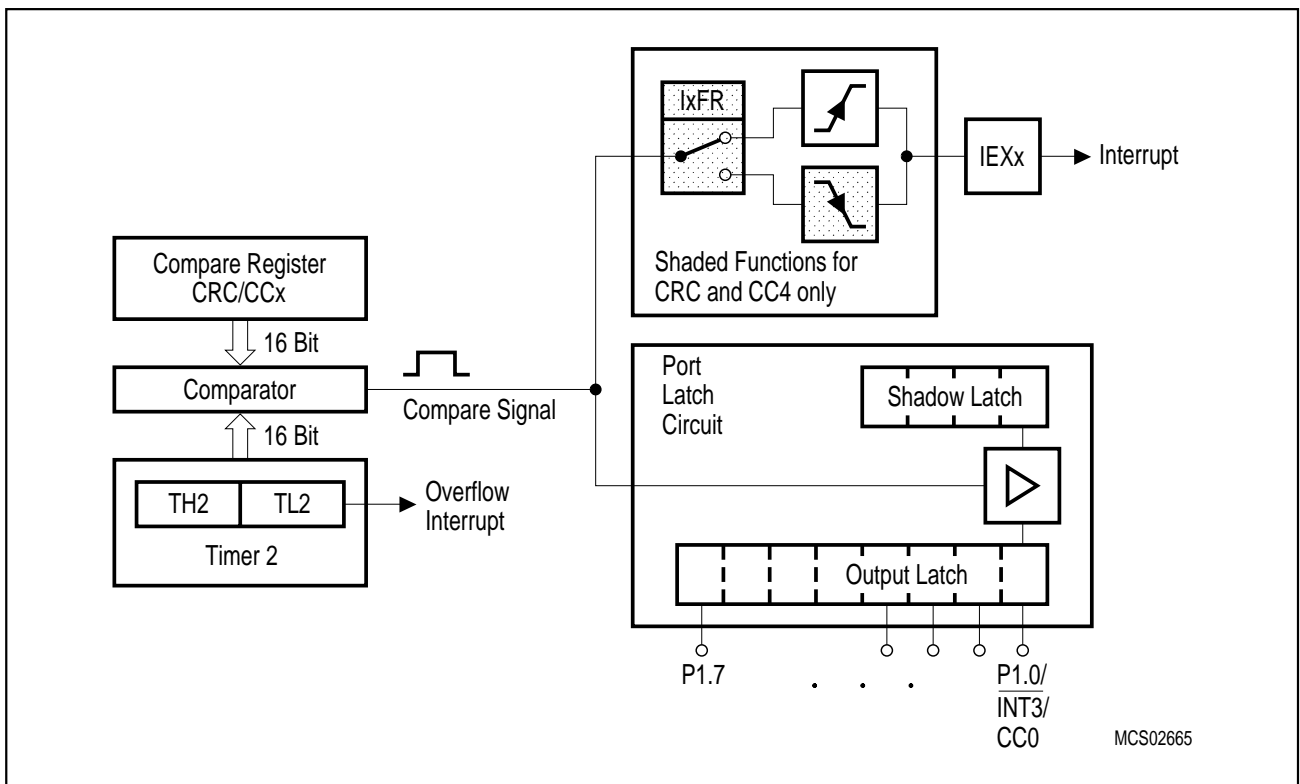 IxFR
IEXx
Interrupt
Shaded Functions for
CRC and CC4 only
Compare Register
CRC/CCx
16 Bit
Comparator
Compare Signal
16 Bit
TH2
TL2
Timer 2
Overflow
Interrupt
Port
Latch
Circuit
Shadow Latch
Output Latch
P1.7
. . .
P1.0/
INT3/
CC0
MCS02665